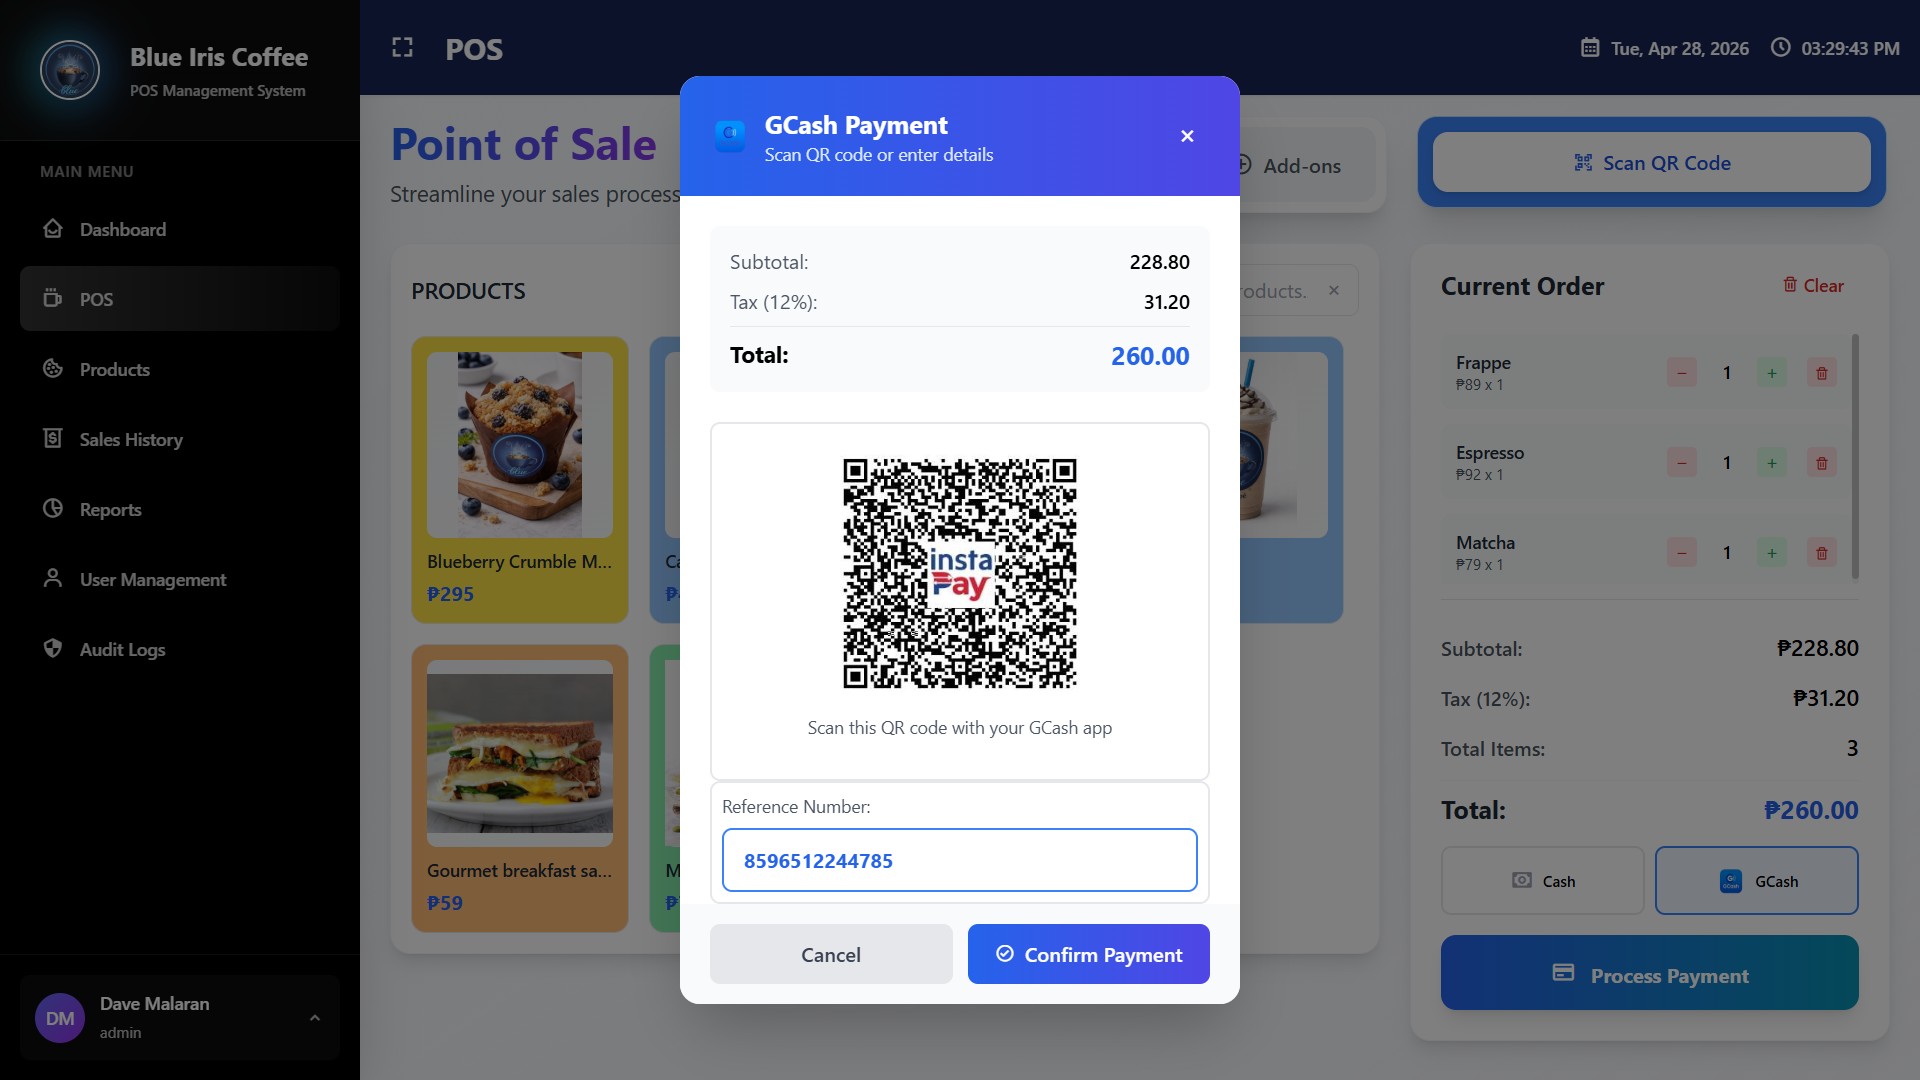 Blue Iris Coffee
POS Management System
MAIN MENU
Dashboard
POS
Products
Sales History
Reports
User Management
Audit Logs
DM
Dave Malaran
admin
POS
Tue, Apr 28, 2026
03:29:43 PM
Point of Sale
Streamline your sales process
Add-ons
Scan QR Code
PRODUCTS
roducts.
Blueberry Crumble M...
₱295
Ca
₱
Gourmet breakfast sa...
₱59
M
₱
GCash Payment
Scan QR code or enter details
Subtotal:
228.80
Tax (12%):
31.20
Total:
260.00
insta
Pay
Scan this QR code with your GCash app
Reference Number:
8596512244785
Cancel
Confirm Payment
Current Order
Clear
Frappe
₱89 x 1
1
Espresso
₱92 x 1
1
Matcha
₱79 x 1
1
Subtotal:
₱228.80
Tax (12%):
₱31.20
Total Items:
3
Total:
₱260.00
Cash
GCash
Process Payment